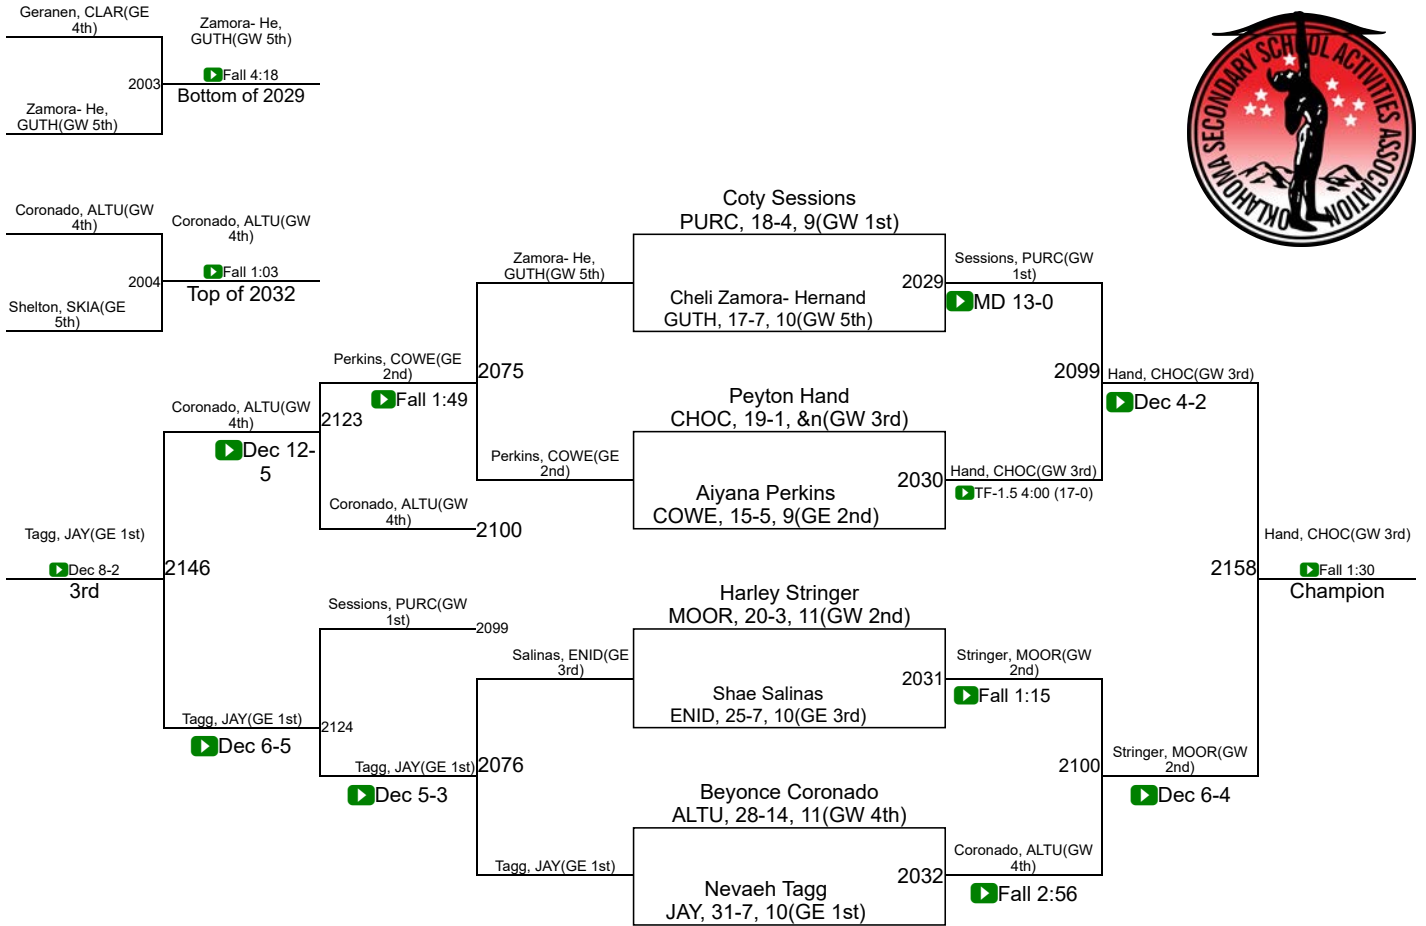 Geranen, CLAR(GE
4th)
Zamora- He,
GUTH(GW 5th)
2003
Fall 4:18
Bottom of 2029
Zamora- He,
GUTH(GW 5th)
OKLAHOMA SECONDARY SCHOOL ACTIVITIES ASSOCIATION
Coronado, ALTU(GW
4th)
Coronado, ALTU(GW
4th)
2004
Fall 1:03
Top of 2032
Shelton, SKIA(GE
5th)
Coty Sessions
PURC, 18-4, 9(GW 1st)
Zamora- He,
GUTH(GW 5th)
2029
Sessions, PURC(GW
1st)
Cheli Zamora- Hernand
GUTH, 17-7, 10(GW 5th)
MD 13-0
Perkins, COWE(GE
2nd)
2075
Fall 1:49
2099
Hand, CHOC(GW 3rd)
Dec 4-2
Peyton Hand
CHOC, 19-1, &n(GW 3rd)
Coronado, ALTU(GW
4th)
2123
Dec 12-
5
Perkins, COWE(GE
2nd)
2030
Hand, CHOC(GW 3rd)
TF-1.5 4:00 (17-0)
Aiyana Perkins
COWE, 15-5, 9(GE 2nd)
Coronado, ALTU(GW
4th)
2100
Tagg, JAY(GE 1st)
2146
Dec 8-2
3rd
Hand, CHOC(GW 3rd)
2158
Fall 1:30
Champion
Harley Stringer
MOOR, 20-3, 11(GW 2nd)
Sessions, PURC(GW
1st)
2099
Salinas, ENID(GE
3rd)
2031
Stringer, MOOR(GW
2nd)
Fall 1:15
Shae Salinas
ENID, 25-7, 10(GE 3rd)
Tagg, JAY(GE 1st)
2124
Dec 6-5
Tagg, JAY(GE 1st)
2076
Dec 5-3
2100
Stringer, MOOR(GW
2nd)
Dec 6-4
Beyonce Coronado
ALTU, 28-14, 11(GW 4th)
Tagg, JAY(GE 1st)
2032
Coronado, ALTU(GW
4th)
Fall 2:56
Nevaeh Tagg
JAY, 31-7, 10(GE 1st)